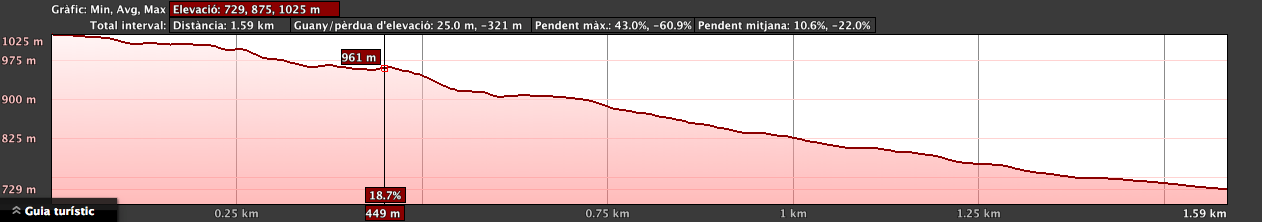 Gràfic: Min, Avg, Max Elevació: 729, 875, 1025 m
Total interval: Distància: 1.59 km Guany/pèrdua d'elevació: 25.0 m, -321 m Pendent màx.: 43.0%, -60.9% Pendent mitjana: 10.6%, -22.0%
1025 m
961 m
975 m
900 m
825 m
729 m
18.7%
Guia turístic
0.25 km 449 m 0.75 km 1 km 1.25 km 1.59 km